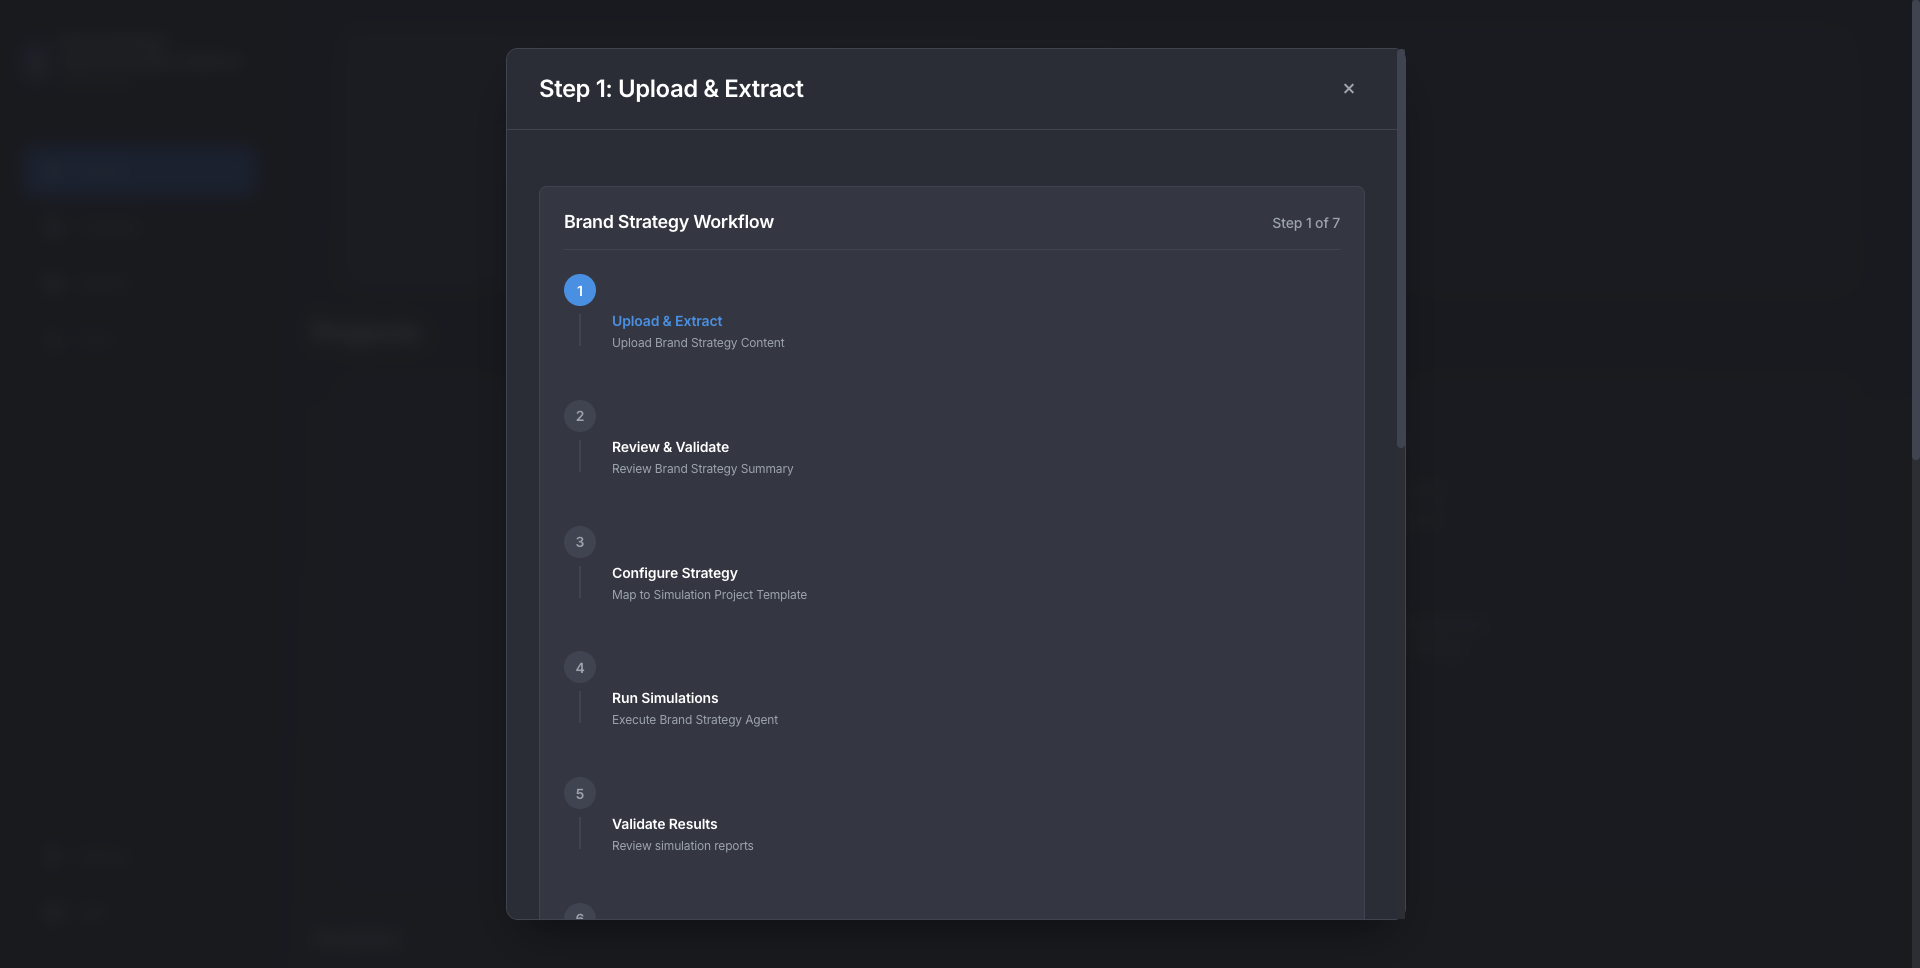 Step 1: Upload & Extract
×
Brand Strategy Workflow
Step 1 of 7
1
Upload & Extract
Upload Brand Strategy Content
2
Review & Validate
Review Brand Strategy Summary
3
Configure Strategy
Map to Simulation Project Template
4
Run Simulations
Execute Brand Strategy Agent
5
Validate Results
Review simulation reports
6